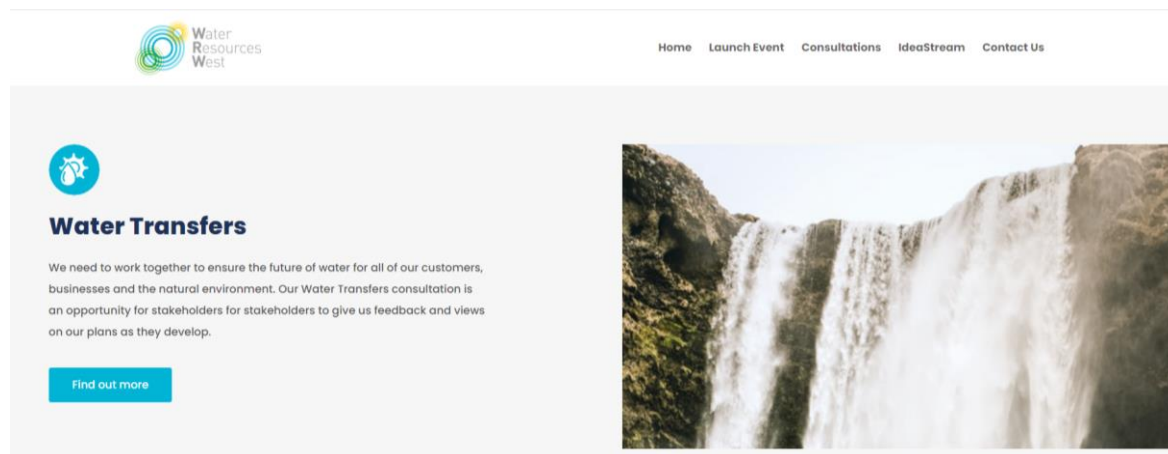 Water
Resources
West
Home Launch Event Consultations IdeaStream Contact Us
Water Transfers
We need to work together to ensure the future of water for all of our customers,
businesses and the natural environment. Our Water Transfers consultation is
an opportunity for stakeholders for stakeholders to give us feedback and views
on our plans as they develop.
Find out more